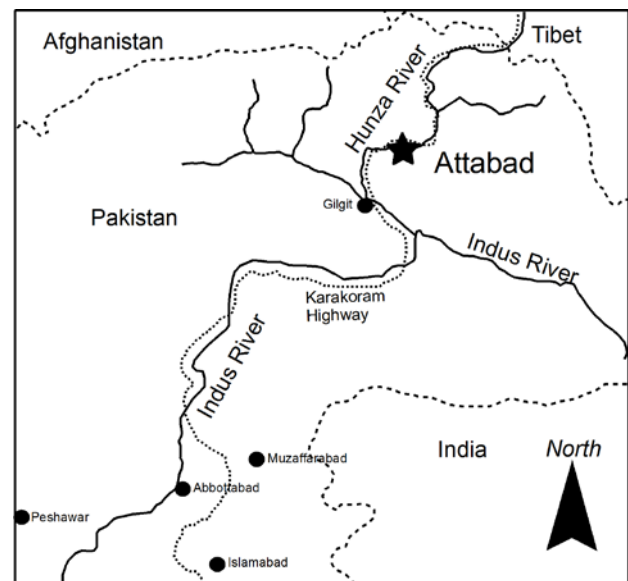 Afghanistan
Tibet
Hunza River
Attabad
Gilgit
Pakistan
Indus River
Karakoram
Highway
Indus River
Muzaffarabad
India
North
Abbottabad
Peshawar
Islamabad